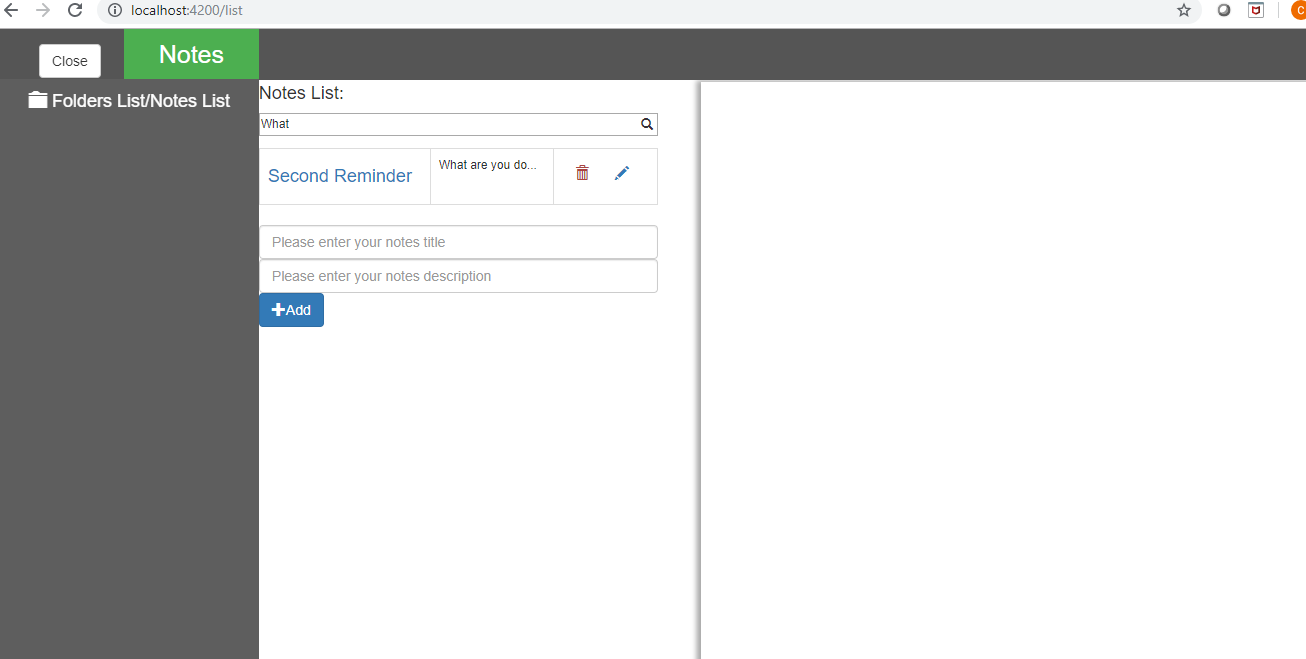 localhost:4200/list
C
Close
Notes
Folders List/Notes List
Notes List:
What
Second Reminder
What are you do...
Please enter your notes title
Please enter your notes description
Add